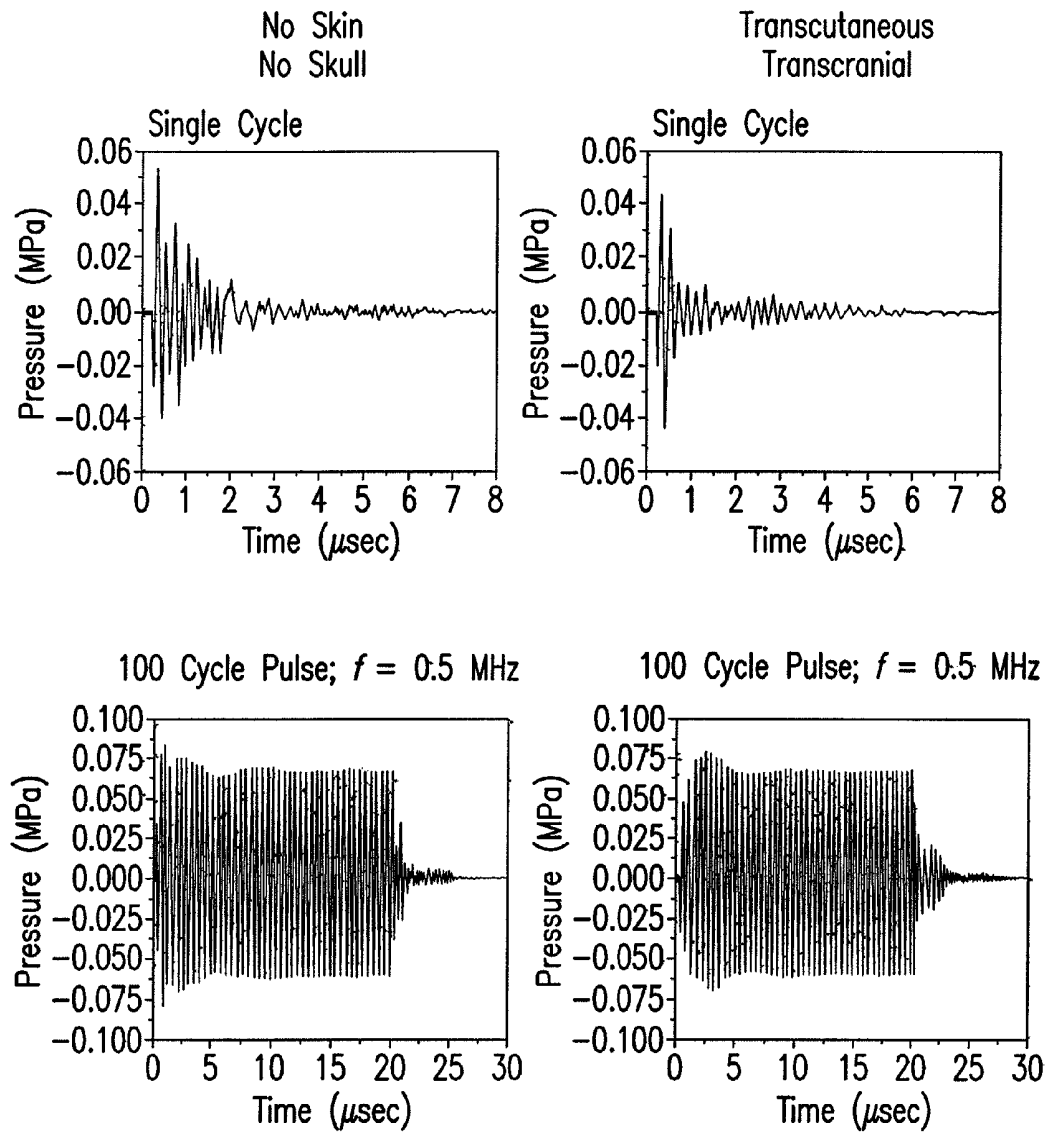 No Skin
No Skull
Transcutaneous
Transcranial
Single Cycle
0.06
0.04
0.02
0.00
−0.02
−0.04
−0.06
Pressure (MPa)
0 1 2 3 4 5 6 7 8
Time (μsec)
Single Cycle
0.06
0.04
0.02
0.00
−0.02
−0.04
−0.06
Pressure (MPa)
0 1 2 3 4 5 6 7 8
Time (μsec)
100 Cycle Pulse; f = 0.5 MHz
0.100
0.075
0.050
0.025
0.000
−0.025
−0.050
−0.075
−0.100
Pressure (MPa)
0 5 10 15 20 25 30
Time (μsec)
100 Cycle Pulse; f = 0.5 MHz
0.100
0.075
0.050
0.025
0.000
−0.025
−0.050
−0.075
−0.100
Pressure (MPa)
0 5 10 15 20 25 30
Time (μsec)